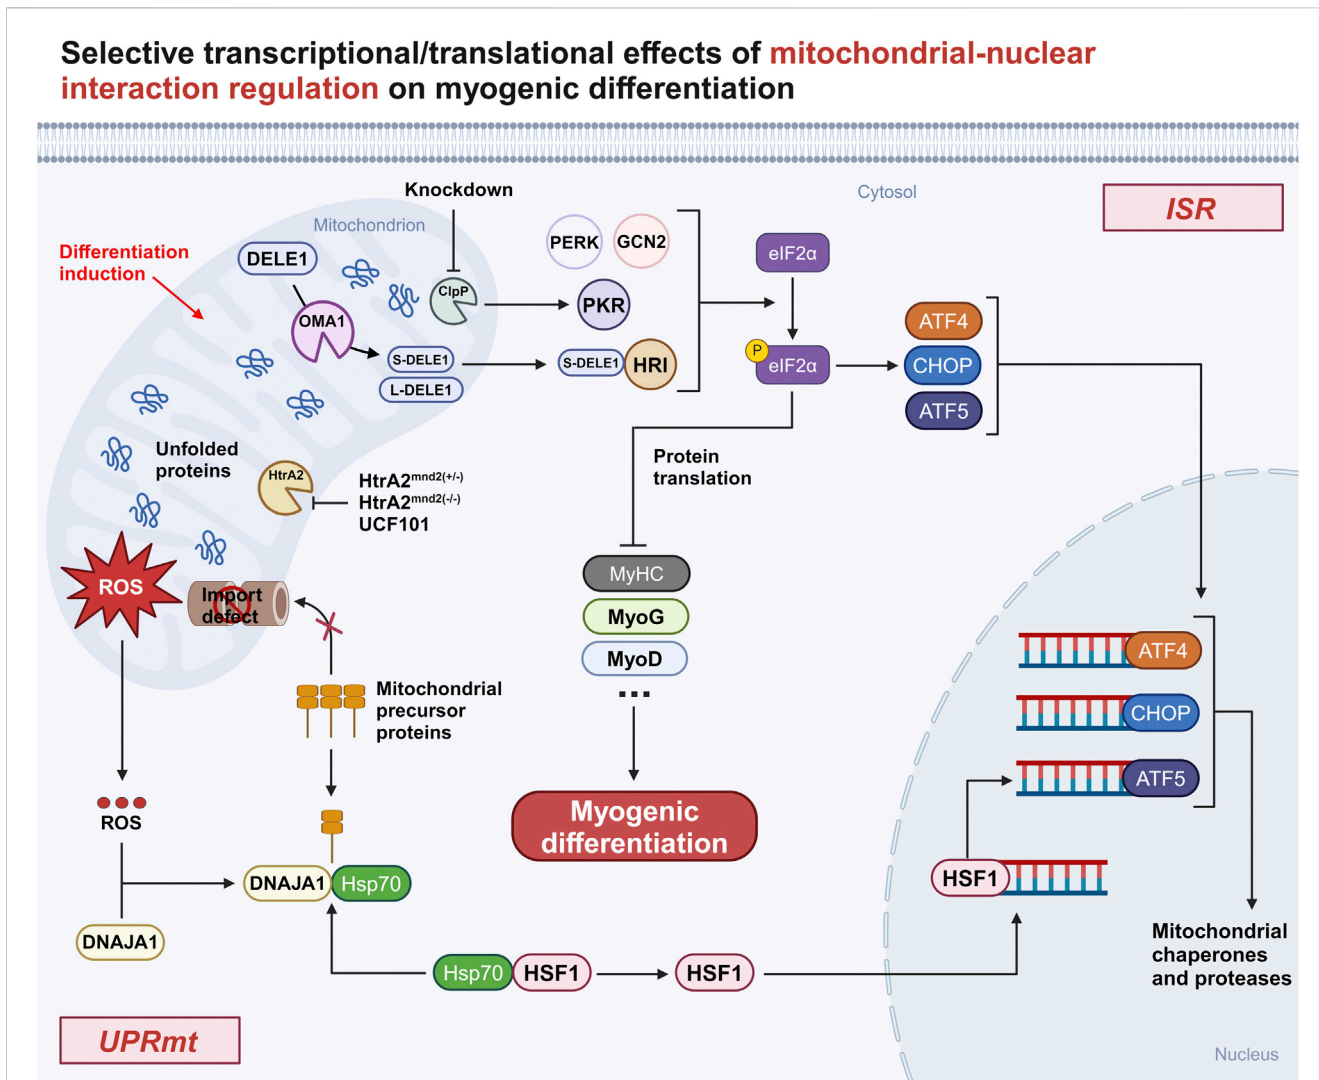 Selective transcriptional/translational effects of mitochondrial-nuclear
interaction regulation on myogenic differentiation
Knockdown
Cytosol
ISR
Mitochondrion
Differentiation
induction
DELE1
ClpP
PERK
GCN2
eIF2α
OMA1
PKR
ATF4
S-DELE1
L-DELE1
S-DELE1
HRI
P
eIF2α
CHOP
ATF5
Unfolded
proteins
HtrA2
HtrA2mnd2(+/-)
HtrA2mnd2(-/-)
UCF101
Protein
translation
ROS
Import
defect
MyHC
MyoG
MyoD
...
Mitochondrial
precursor
proteins
ATF4
CHOP
ATF5
ROS
Myogenic
differentiation
DNAJA1
Hsp70
HSF1
DNAJA1
Hsp70
HSF1
HSF1
Mitochondrial
chaperones
and proteases
UPRmt
Nucleus